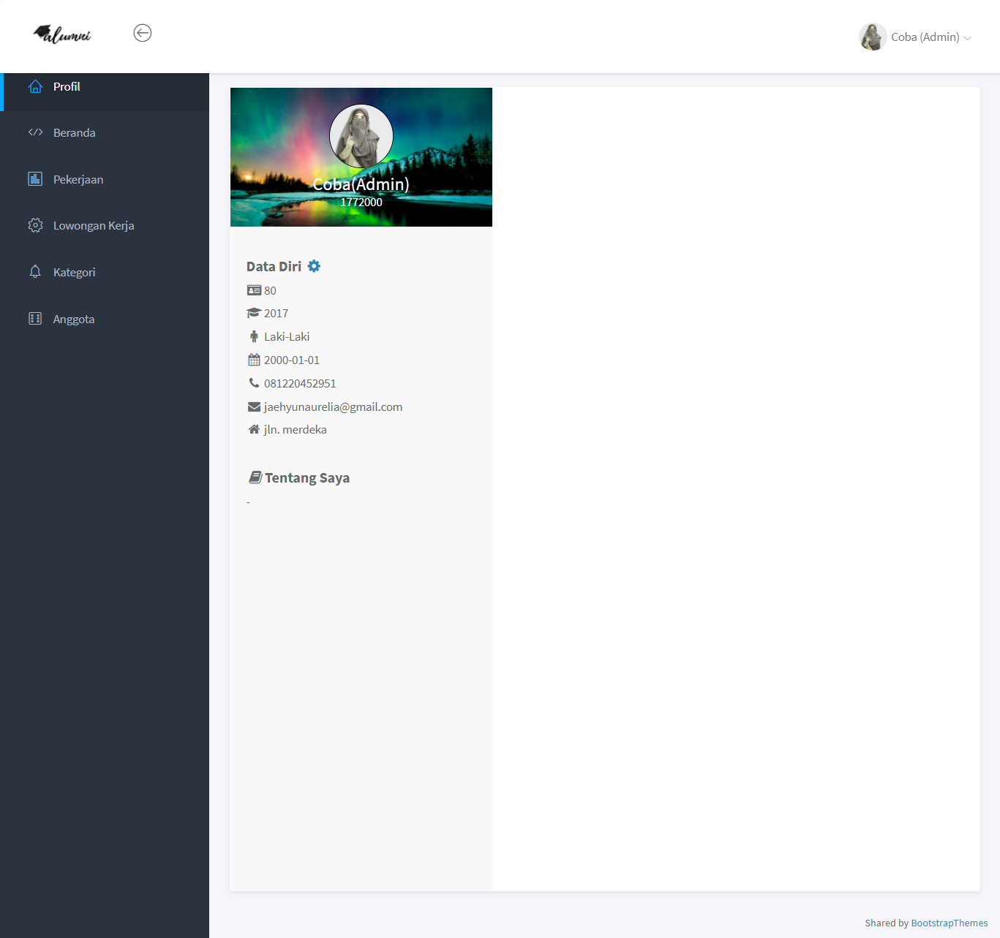 alumni
Coba (Admin)
Profil
Beranda
Pekerjaan
Lowongan Kerja
Kategori
Anggota
Coba(Admin)
1772000
Data Diri
80
2017
Laki-Laki
2000-01-01
081220452951
jaehyunaurelia@gmail.com
jln. merdeka
Tentang Saya
-
Shared by BootstrapThemes